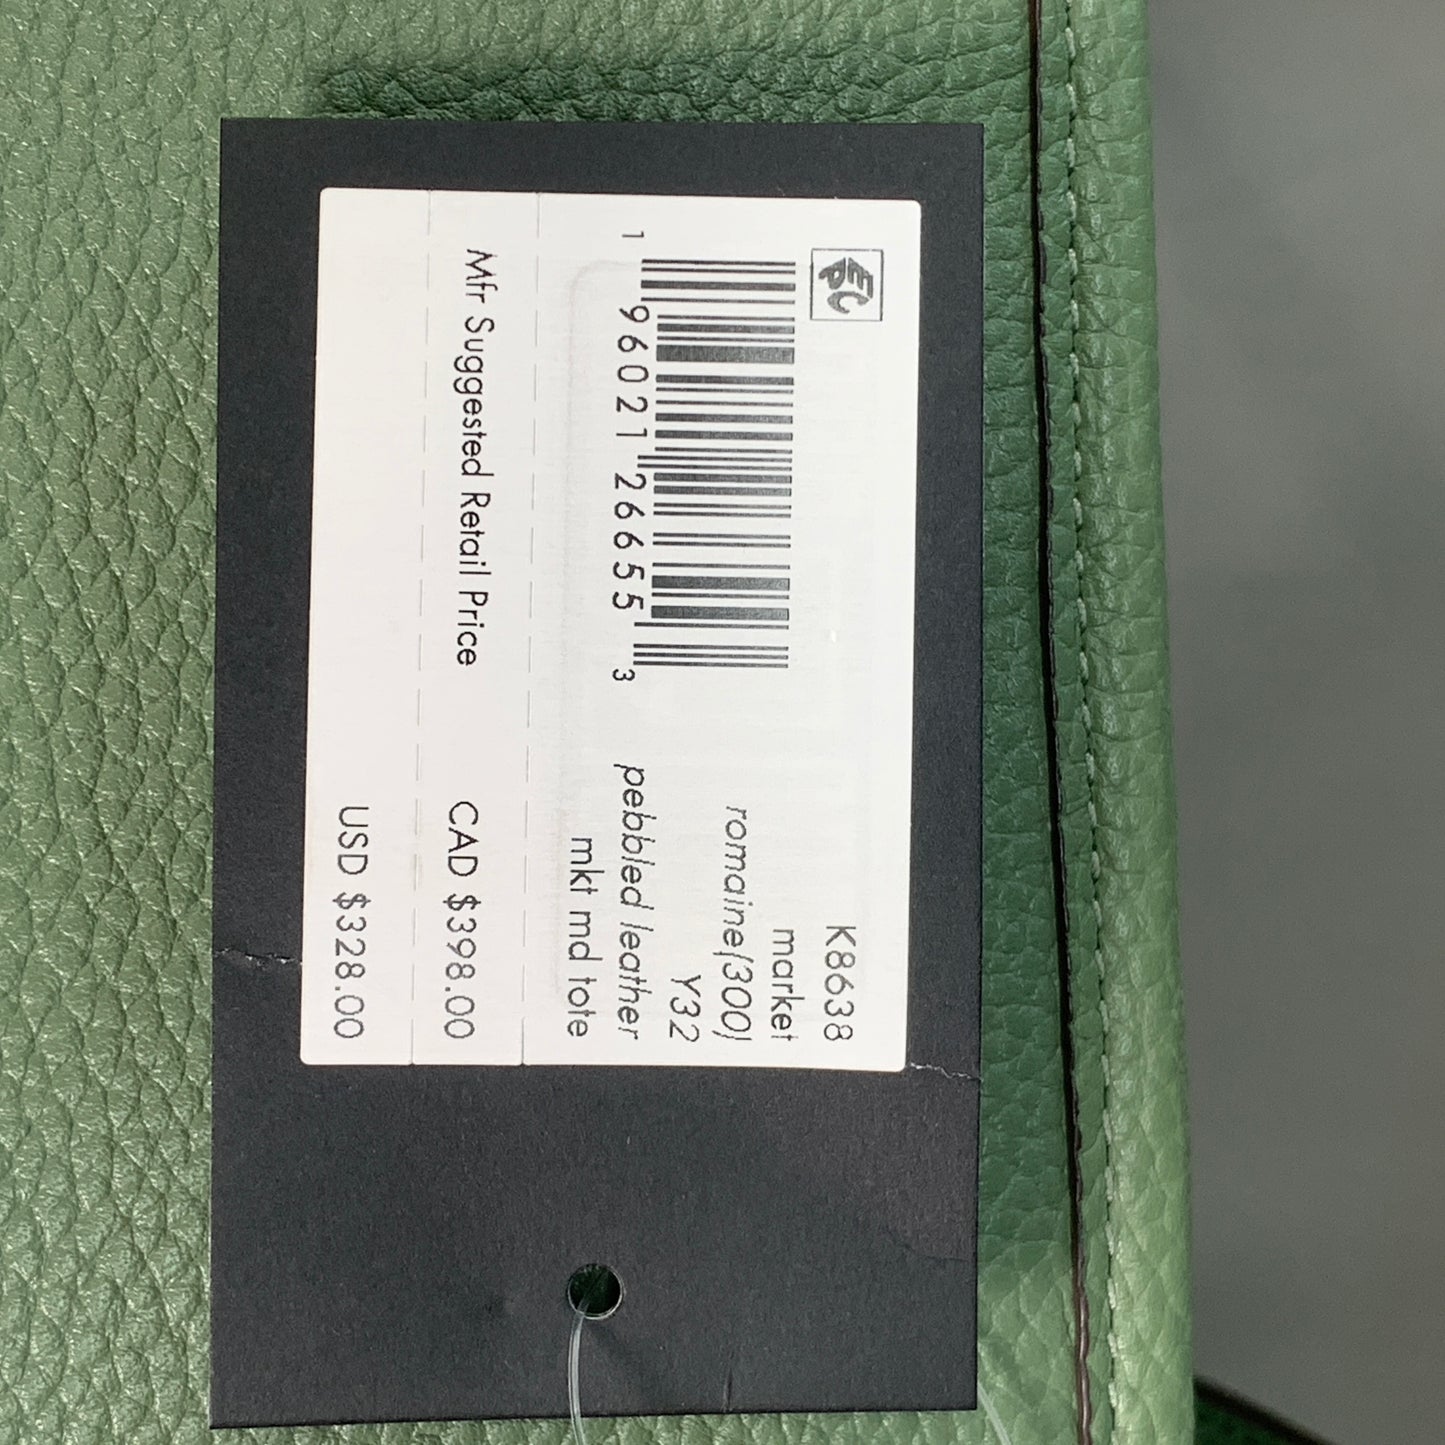 EPC
K8638
market
romaine(300)
Y32
pebbled leather
mkt md tote
1 96021 26655 3
Mfr Suggested Retail Price CAD $398.00
USD $328.00